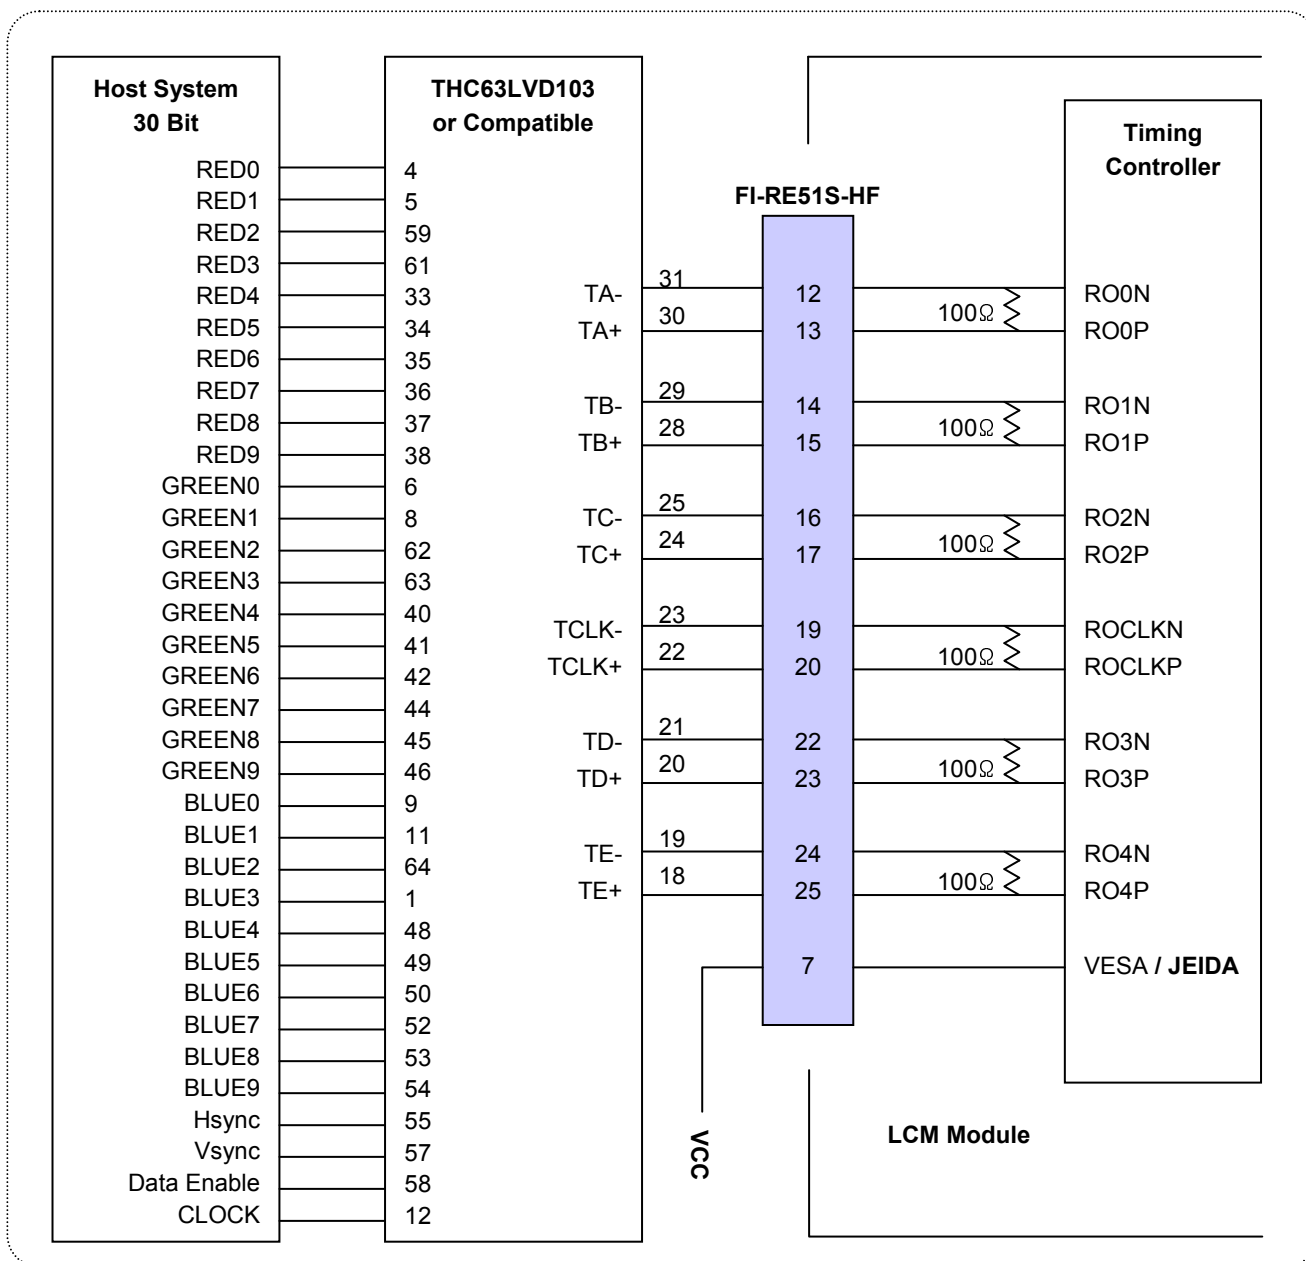 Host System
30 Bit
RED0
RED1
RED2
RED3
RED4
RED5
RED6
RED7
RED8
RED9
GREEN0
GREEN1
GREEN2
GREEN3
GREEN4
GREEN5
GREEN6
GREEN7
GREEN8
GREEN9
BLUE0
BLUE1
BLUE2
BLUE3
BLUE4
BLUE5
BLUE6
BLUE7
BLUE8
BLUE9
Hsync
Vsync
Data Enable
CLOCK
THC63LVD103
or Compatible
4
5
59
61
33
34
35
36
37
38
6
8
62
63
40
41
42
44
45
46
9
11
64
1
48
49
50
52
53
54
55
57
58
12
TA-
TA+
TB-
TB+
TC-
TC+
TCLK-
TCLK+
TD-
TD+
TE-
TE+
31
30
29
28
25
24
23
22
21
20
19
18
FI-RE51S-HF
12
13
14
15
16
17
19
20
22
23
24
25
7
VCC
100Ω
100Ω
100Ω
100Ω
100Ω
100Ω
Timing
Controller
RO0N
RO0P
RO1N
RO1P
RO2N
RO2P
ROCLKN
ROCLKP
RO3N
RO3P
RO4N
RO4P
VESA / JEIDA
LCM Module